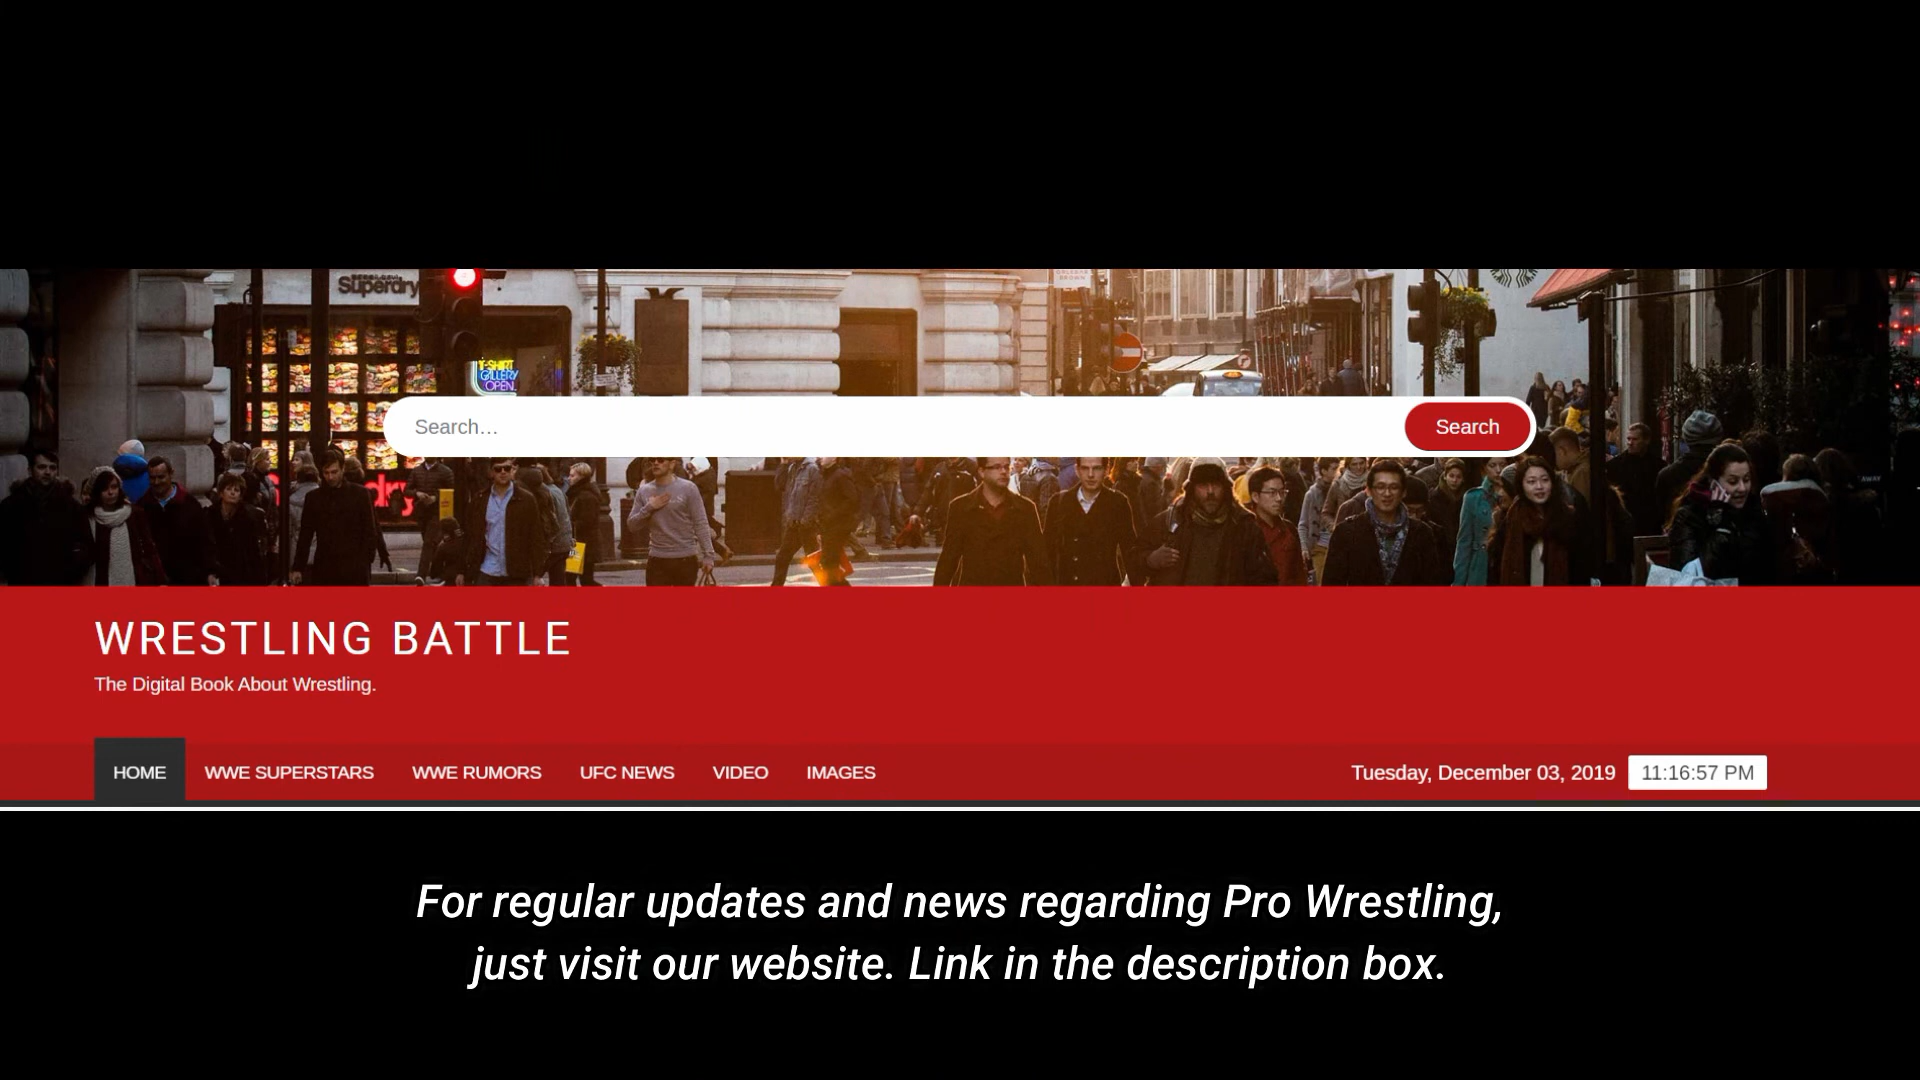 Superdry
T-SHIRT
GALLERY
OPEN
Search...
Search
dry
WRESTLING BATTLE
The Digital Book About Wrestling.
HOME WWE SUPERSTARS WWE RUMORS UFC NEWS VIDEO IMAGES Tuesday, December 03, 2019 11:16:57 PM
For regular updates and news regarding Pro Wrestling,
just visit our website. Link in the description box.